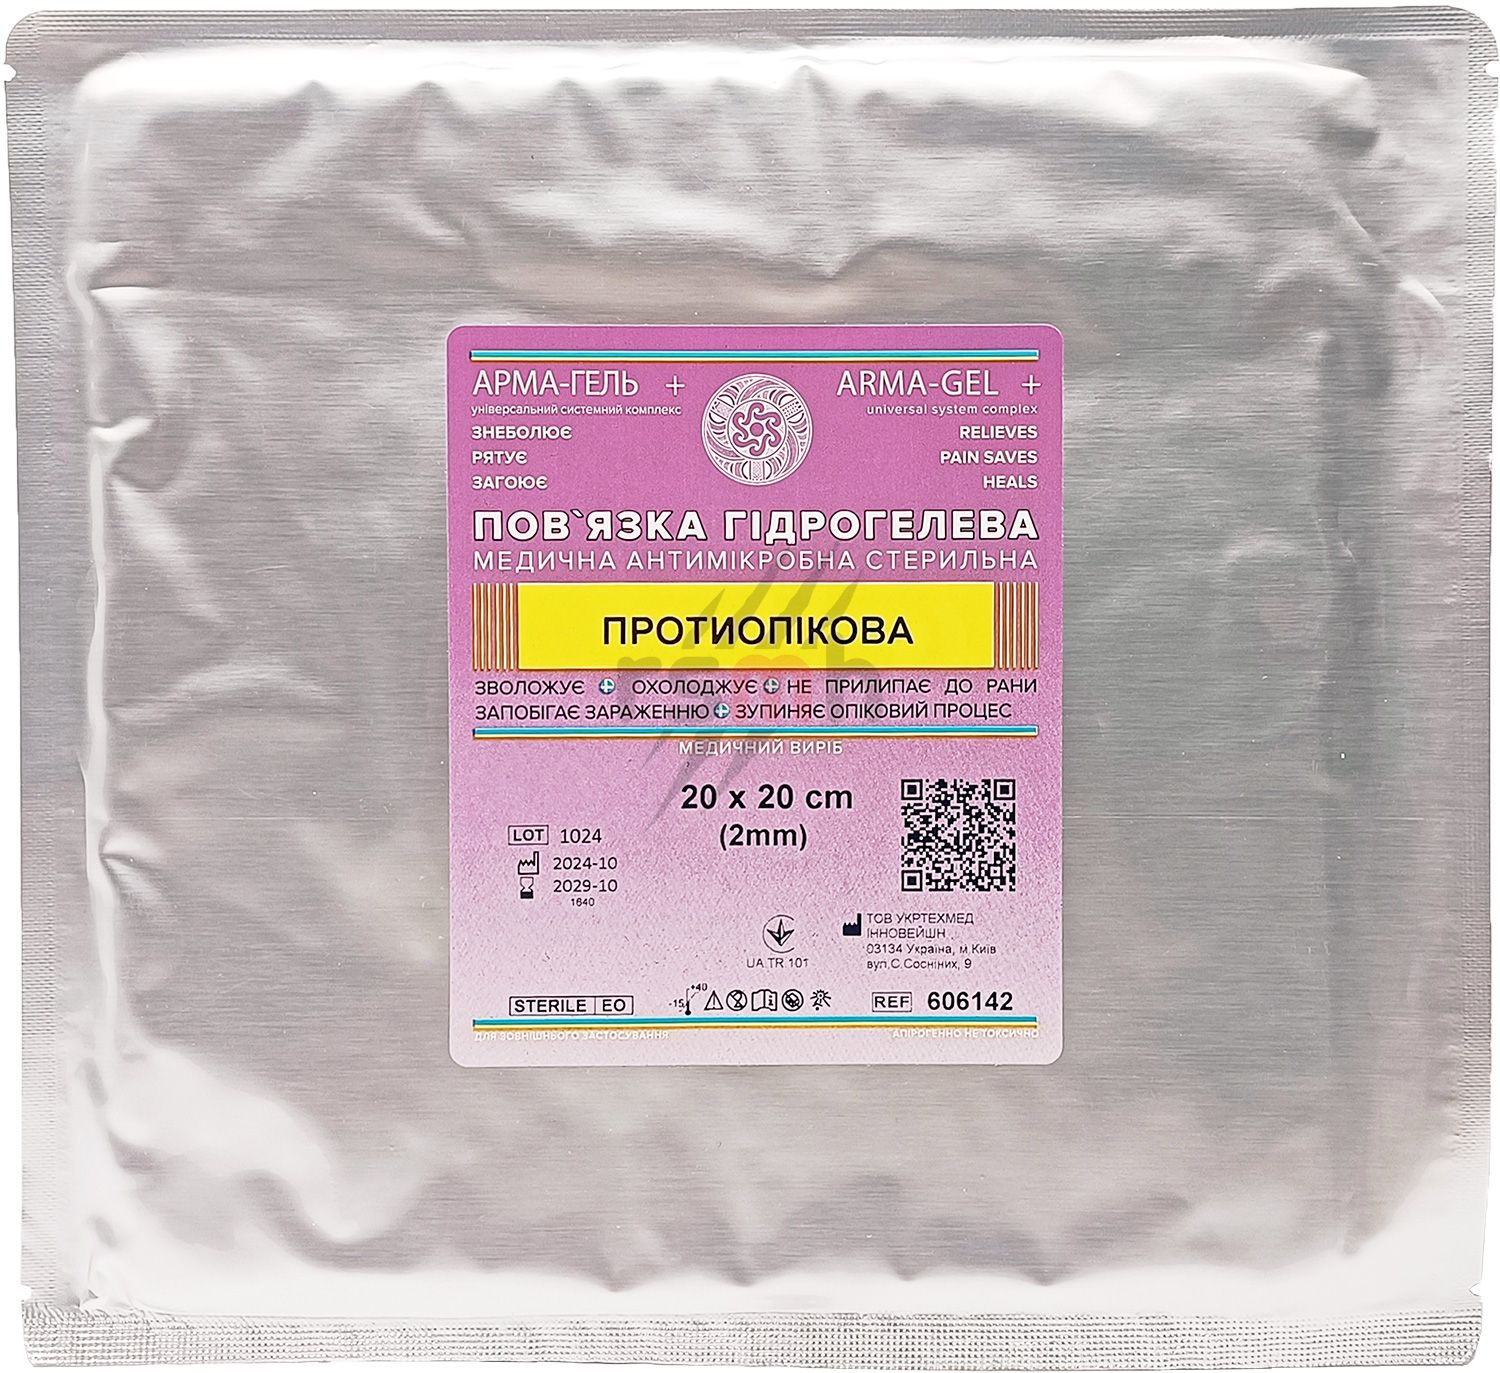 АРМА-ГЕЛЬ +
універсальний системний комплекс
ЗНЕБОЛЮЄ
РЯТУЄ
ЗАГОЮЄ
ARMA-GEL +
universal system complex
RELIEVES
PAIN SAVES
HEALS
ПОВ`ЯЗКА ГІДРОГЕЛЕВА
МЕДИЧНА АНТИМІКРОБНА СТЕРИЛЬНА
ПРОТИОПІКОВА
ЗВОЛОЖУЄ ОХОЛОДЖУЄ НЕ ПРИЛИПАЄ ДО РАНИ
ЗАПОБІГАЄ ЗАРАЖЕННЮ ЗУПИНЯЄ ОПІКОВИЙ ПРОЦЕС
МЕДИЧНИЙ ВИРІБ
20 x 20 cm
(2mm)
LOT 1024
2024-10
2029-10
1640
UA TR 101
ТОВ УКРТЕХМЕД
ІННОВЕЙШН
03134 Україна, м.Київ
вул.С.Сосніних, 9
STERILE EO
-15 +40
REF 606142
ДЛЯ ЗОВНІШНЬОГО ЗАСТОСУВАННЯ
АПІРОГЕННО НЕ ТОКСИЧНО